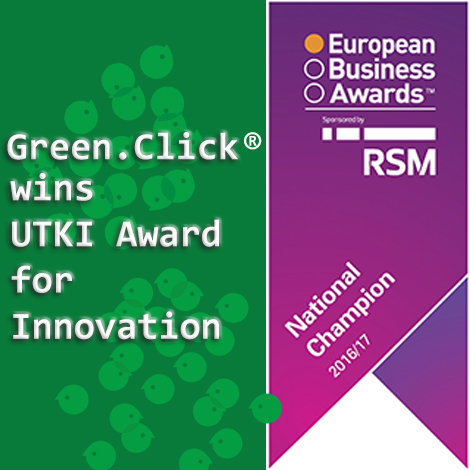 Green.Click®
wins
UTKI Award
for
Innovation
European
Business
Awards™
Sponsored by
RSM
National
Champion
2016/17